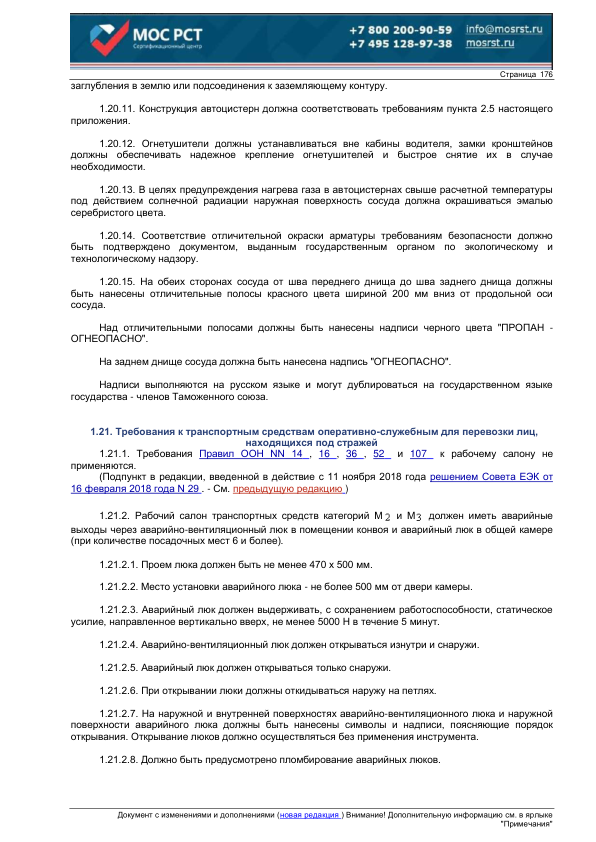 МОС РСТ
Сертификационный центр
+7 800 200-90-59 info@mosrst.ru
+7 495 128-97-38 mosrst.ru
Страница 176
заглубления в землю или подсоединения к заземляющему контуру.
1.20.11. Конструкция автоцистерн должна соответствовать требованиям пункта 2.5 настоящего
приложения.
1.20.12. Огнетушители должны устанавливаться вне кабины водителя, замки кронштейнов
должны обеспечивать надежное крепление огнетушителей и быстрое снятие их в случае
необходимости.
1.20.13. В целях предупреждения нагрева газа в автоцистернах свыше расчетной температуры
под действием солнечной радиации наружная поверхность сосуда должна окрашиваться эмалью
серебристого цвета.
1.20.14. Соответствие отличительной окраски арматуры требованиям безопасности должно
быть подтверждено документом, выданным государственным органом по экологическому и
технологическому надзору.
1.20.15. На обеих сторонах сосуда от шва переднего днища до шва заднего днища должны
быть нанесены отличительные полосы красного цвета шириной 200 мм вниз от продольной оси
сосуда.
Над отличительными полосами должны быть нанесены надписи черного цвета "ПРОПАН -
ОГНЕОПАСНО".
На заднем днище сосуда должна быть нанесена надпись "ОГНЕОПАСНО".
Надписи выполняются на русском языке и могут дублироваться на государственном языке
государства - членов Таможенного союза.
1.21. Требования к транспортным средствам оперативно-служебным для перевозки лиц,
находящихся под стражей
1.21.1. Требования Правил ООН NN 14 , 16 , 36 , 52 и 107 к рабочему салону не
применяются.
(Подпункт в редакции, введенной в действие с 11 ноября 2018 года решением Совета ЕЭК от
16 февраля 2018 года N 29 . - См. предыдущую редакцию )
1.21.2. Рабочий салон транспортных средств категорий М 2 и М3 должен иметь аварийные
выходы через аварийно-вентиляционный люк в помещении конвоя и аварийный люк в общей камере
(при количестве посадочных мест 6 и более).
1.21.2.1. Проем люка должен быть не менее 470 х 500 мм.
1.21.2.2. Место установки аварийного люка - не более 500 мм от двери камеры.
1.21.2.3. Аварийный люк должен выдерживать, с сохранением работоспособности, статическое
усилие, направленное вертикально вверх, не менее 5000 Н в течение 5 минут.
1.21.2.4. Аварийно-вентиляционный люк должен открываться изнутри и снаружи.
1.21.2.5. Аварийный люк должен открываться только снаружи.
1.21.2.6. При открывании люки должны откидываться наружу на петлях.
1.21.2.7. На наружной и внутренней поверхностях аварийно-вентиляционного люка и наружной
поверхности аварийного люка должны быть нанесены символы и надписи, поясняющие порядок
открывания. Открывание люков должно осуществляться без применения инструмента.
1.21.2.8. Должно быть предусмотрено пломбирование аварийных люков.
Документ с изменениями и дополнениями (новая редакция ) Внимание! Дополнительную информацию см. в ярлыке
"Примечания"